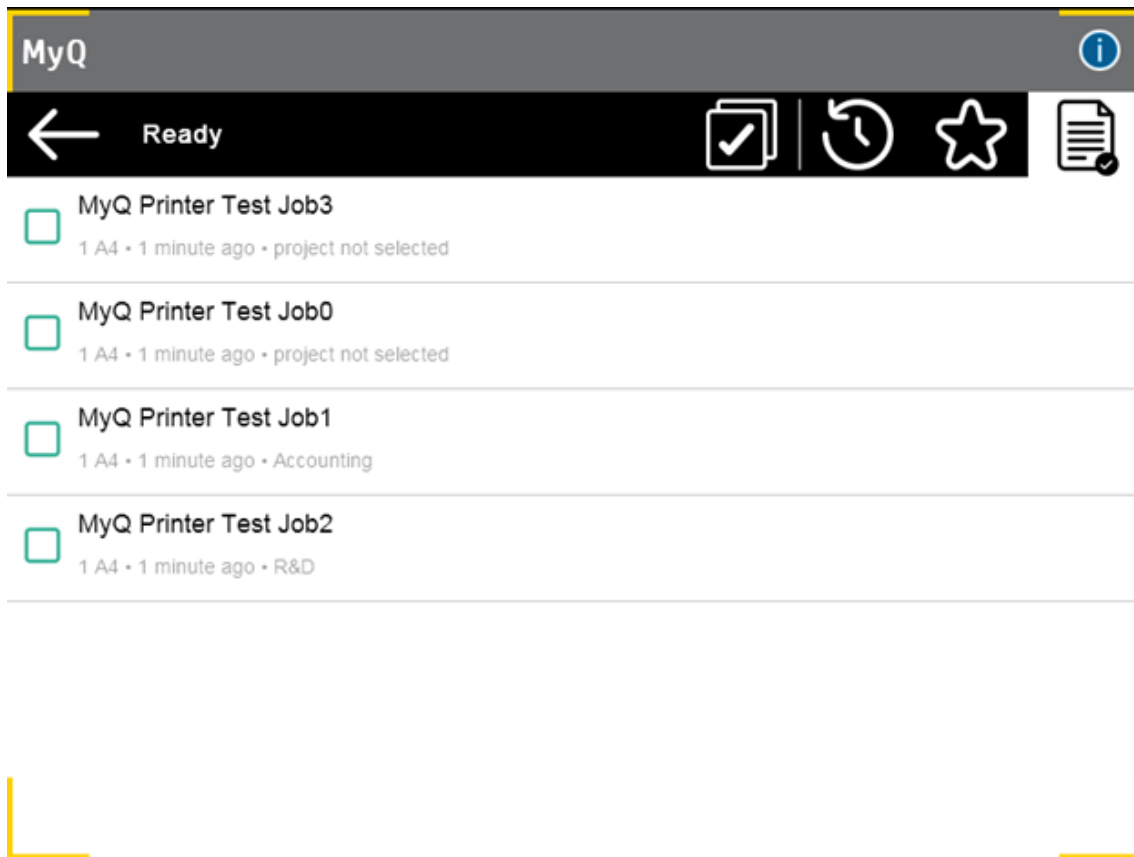 MyQ
i
Ready
MyQ Printer Test Job3
1 A4 • 1 minute ago • project not selected
MyQ Printer Test Job0
1 A4 • 1 minute ago • project not selected
MyQ Printer Test Job1
1 A4 • 1 minute ago • Accounting
MyQ Printer Test Job2
1 A4 • 1 minute ago • R&D